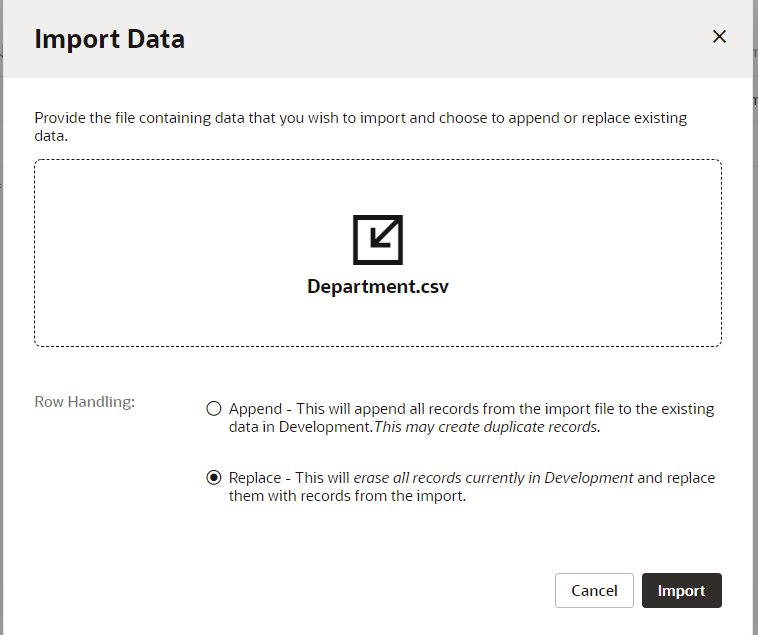 Import Data
Provide the file containing data that you wish to import and choose to append or replace existing
data.
Department.csv
Row Handling:
Append - This will append all records from the import file to the existing
data in Development.This may create duplicate records.
Replace - This will erase all records currently in Development and replace
them with records from the import.
Cancel
Import